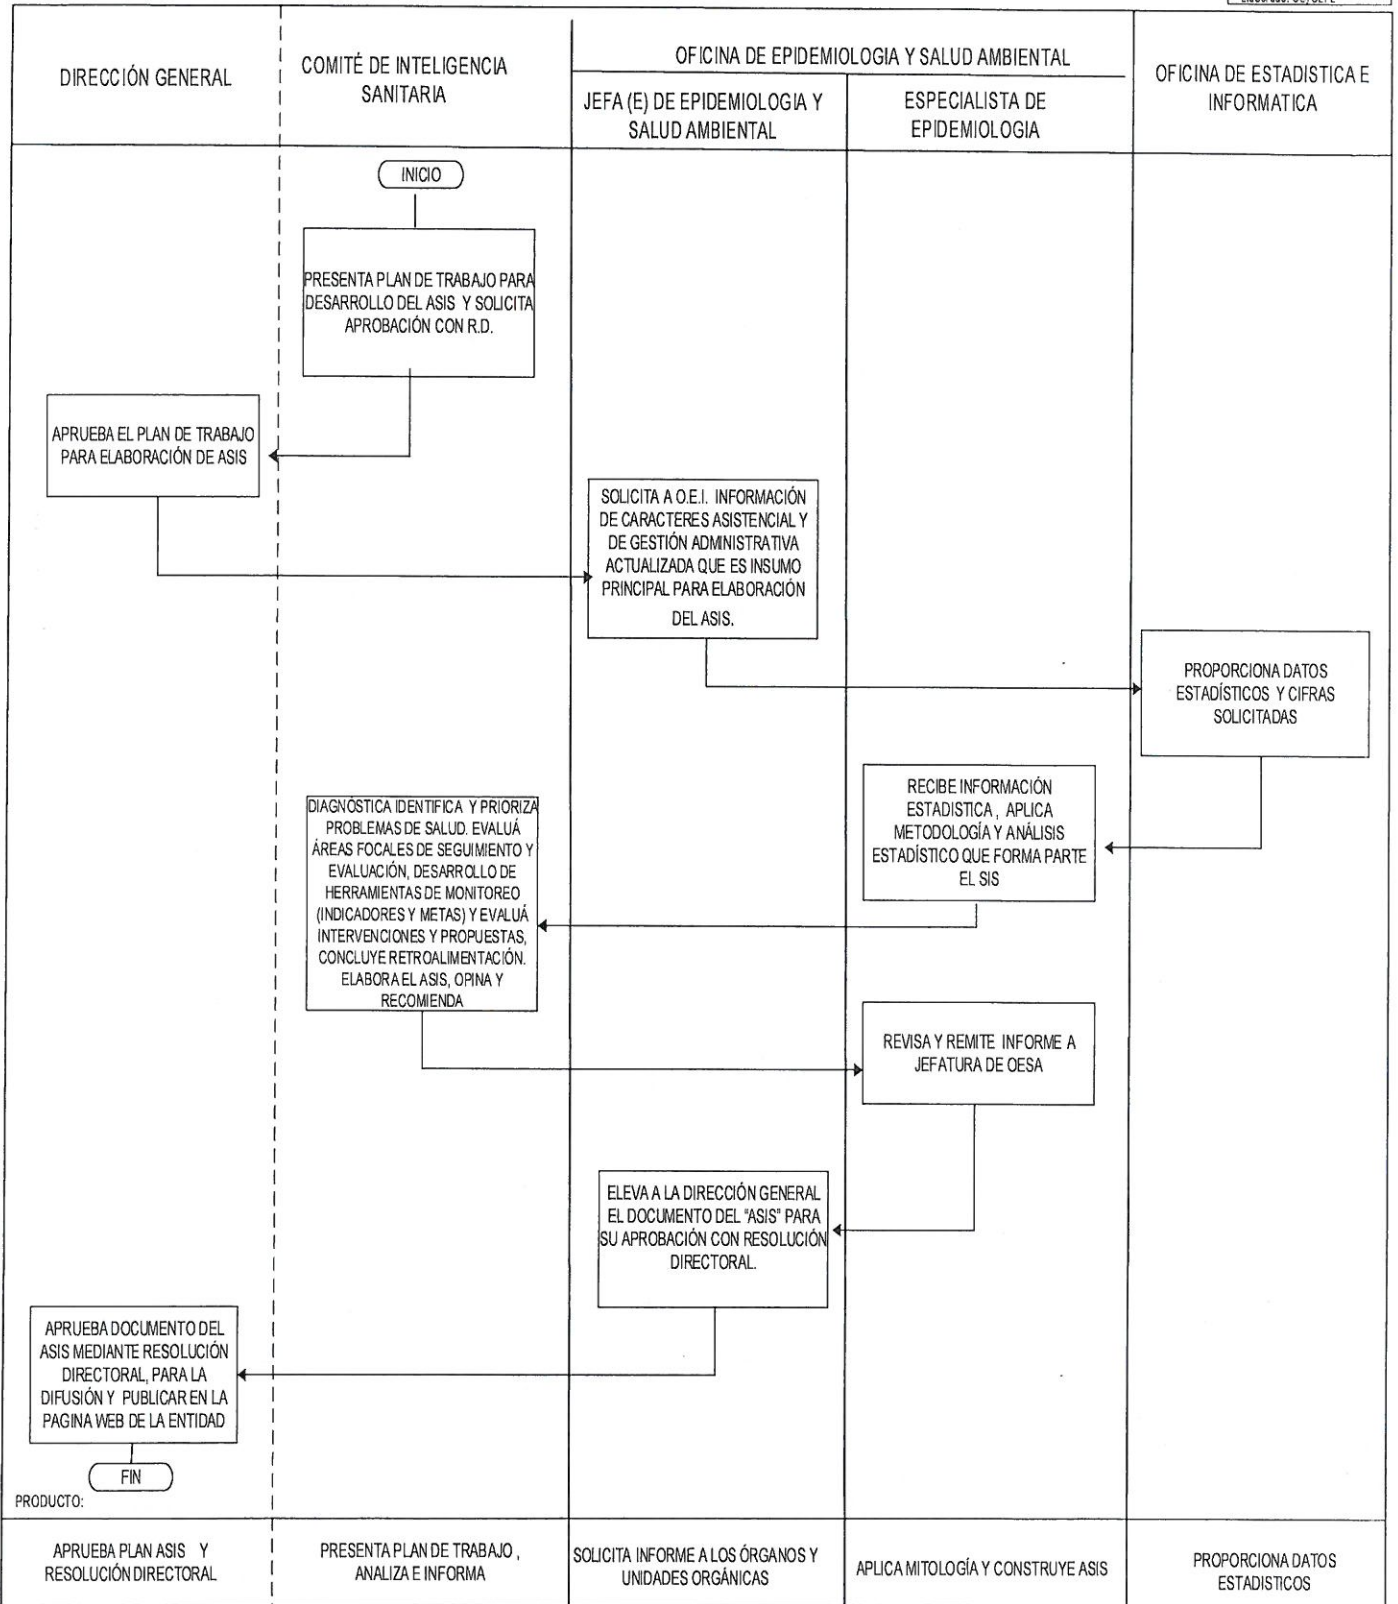 DIRECCIÓN GENERAL
COMITÉ DE INTELIGENCIA
SANITARIA
OFICINA DE EPIDEMIOLOGIA Y SALUD AMBIENTAL
JEFA (E) DE EPIDEMIOLOGIA Y
SALUD AMBIENTAL
ESPECIALISTA DE
EPIDEMIOLOGIA
OFICINA DE ESTADISTICA E
INFORMATICA
INICIO
PRESENTA PLAN DE TRABAJO PARA
DESARROLLO DEL ASIS Y SOLICITA
APROBACIÓN CON R.D.
APRUEBA EL PLAN DE TRABAJO
PARA ELABORACIÓN DE ASIS
SOLICITA A O.E.I. INFORMACIÓN
DE CARACTERES ASISTENCIAL Y
DE GESTIÓN ADMINISTRATIVA
ACTUALIZADA QUE ES INSUMO
PRINCIPAL PARA ELABORACIÓN
DEL ASIS.
PROPORCIONA DATOS
ESTADÍSTICOS Y CIFRAS
SOLICITADAS
RECIBE INFORMACIÓN
ESTADISTICA , APLICA
METODOLOGÍA Y ANÁLISIS
ESTADÍSTICO QUE FORMA PARTE
EL SIS
DIAGNÓSTICA IDENTIFICA Y PRIORIZA
PROBLEMAS DE SALUD. EVALUÁ
ÁREAS FOCALES DE SEGUIMIENTO Y
EVALUACIÓN, DESARROLLO DE
HERRAMIENTAS DE MONITOREO
(INDICADORES Y METAS) Y EVALUÁ
INTERVENCIONES Y PROPUESTAS,
CONCLUYE RETROALIMENTACIÓN.
ELABORA EL ASIS, OPINA Y
RECOMIENDA
REVISA Y REMITE INFORME A
JEFATURA DE OESA
ELEVA A LA DIRECCIÓN GENERAL
EL DOCUMENTO DEL "ASIS" PARA
SU APROBACIÓN CON RESOLUCIÓN
DIRECTORAL.
APRUEBA DOCUMENTO DEL
ASIS MEDIANTE RESOLUCIÓN
DIRECTORAL, PARA LA
DIFUSIÓN Y PUBLICAR EN LA
PAGINA WEB DE LA ENTIDAD
FIN
PRODUCTO:
APRUEBA PLAN ASIS Y
RESOLUCIÓN DIRECTORAL
PRESENTA PLAN DE TRABAJO ,
ANALIZA E INFORMA
SOLICITA INFORME A LOS ÓRGANOS Y
UNIDADES ORGÁNICAS
APLICA MITOLOGÍA Y CONSTRUYE ASIS
PROPORCIONA DATOS
ESTADISTICOS